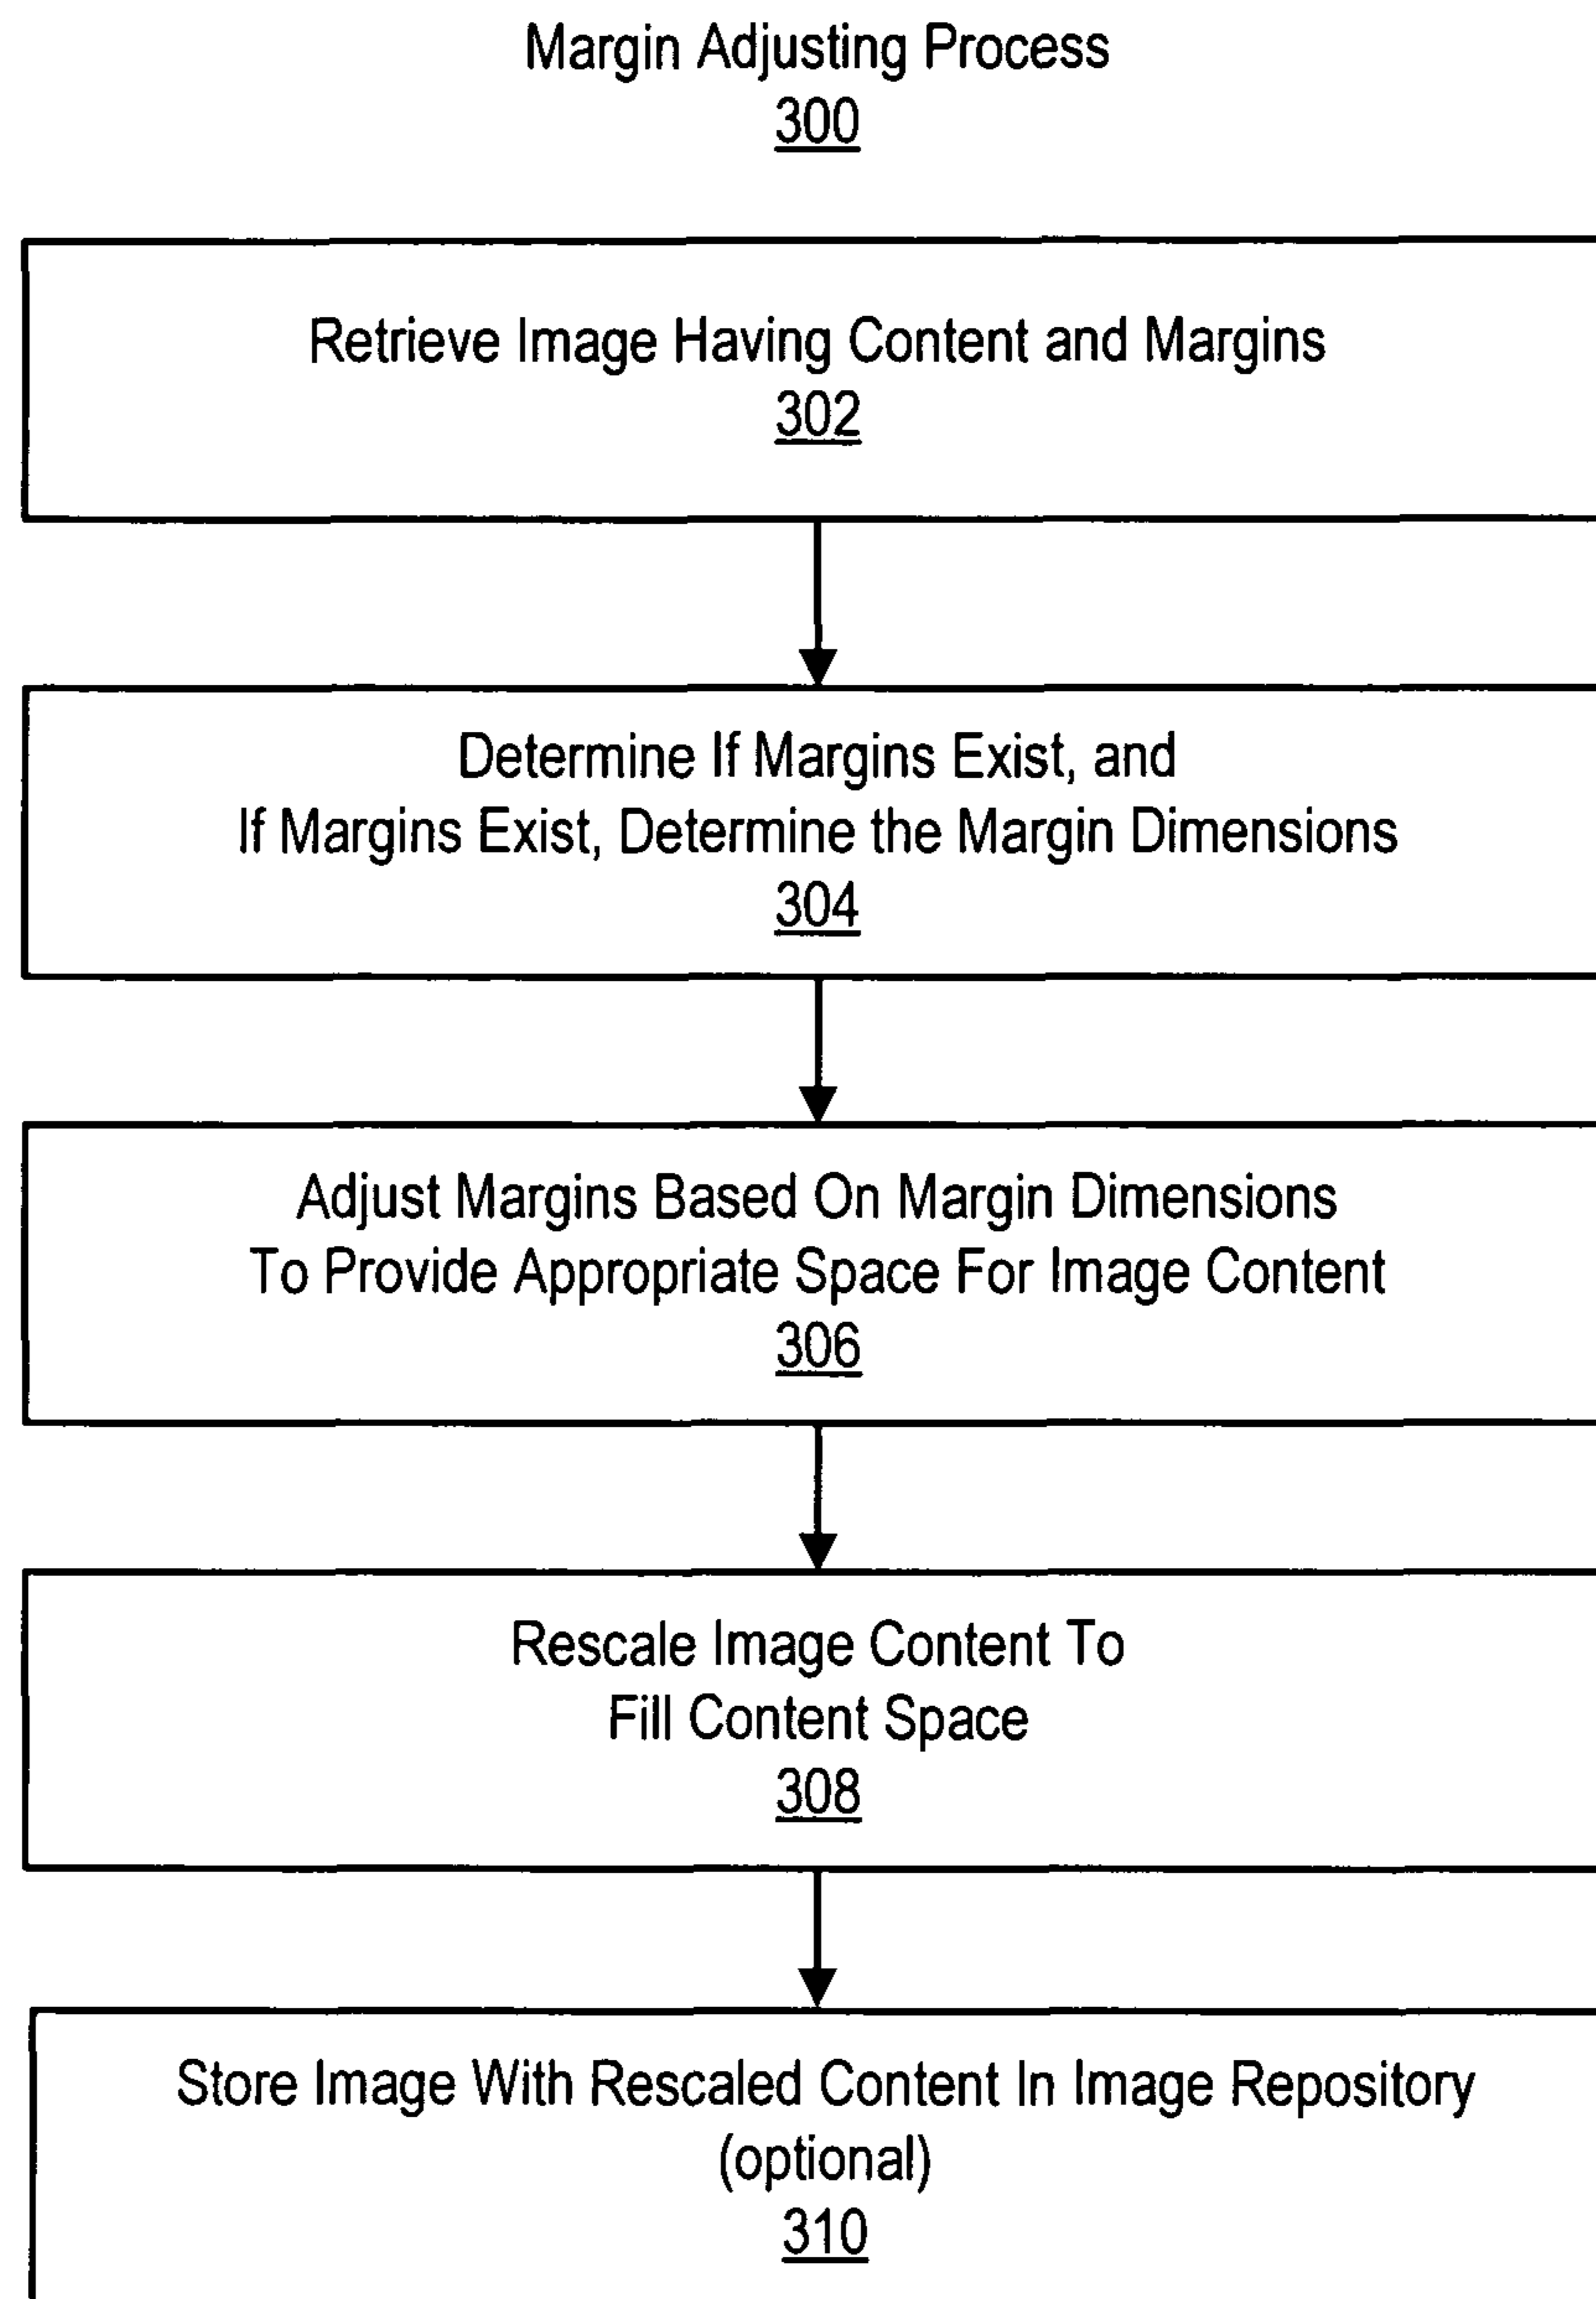 Margin Adjusting Process
300
Retrieve Image Having Content and Margins
302
Determine If Margins Exist, and
If Margins Exist, Determine the Margin Dimensions
304
Adjust Margins Based On Margin Dimensions
To Provide Appropriate Space For Image Content
306
Rescale Image Content To
Fill Content Space
308
Store Image With Rescaled Content In Image Repository
(optional)
310